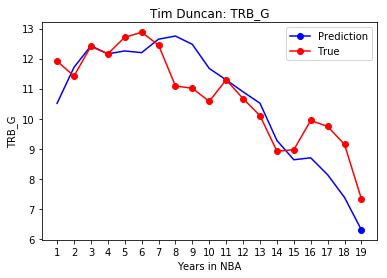 Tim Duncan: TRB_G
Prediction
True
TRB_G
13
12
11
10
9
8
7
6
1 2 3 4 5 6 7 8 9 10 11 12 13 14 15 16 17 18 19
Years in NBA